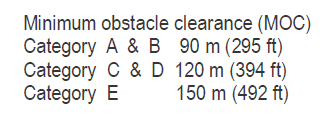 Minimum obstacle clearance (MOC)
Category A & B 90 m (295 ft)
Category C & D 120 m (394 ft)
Category E 150 m (492 ft)